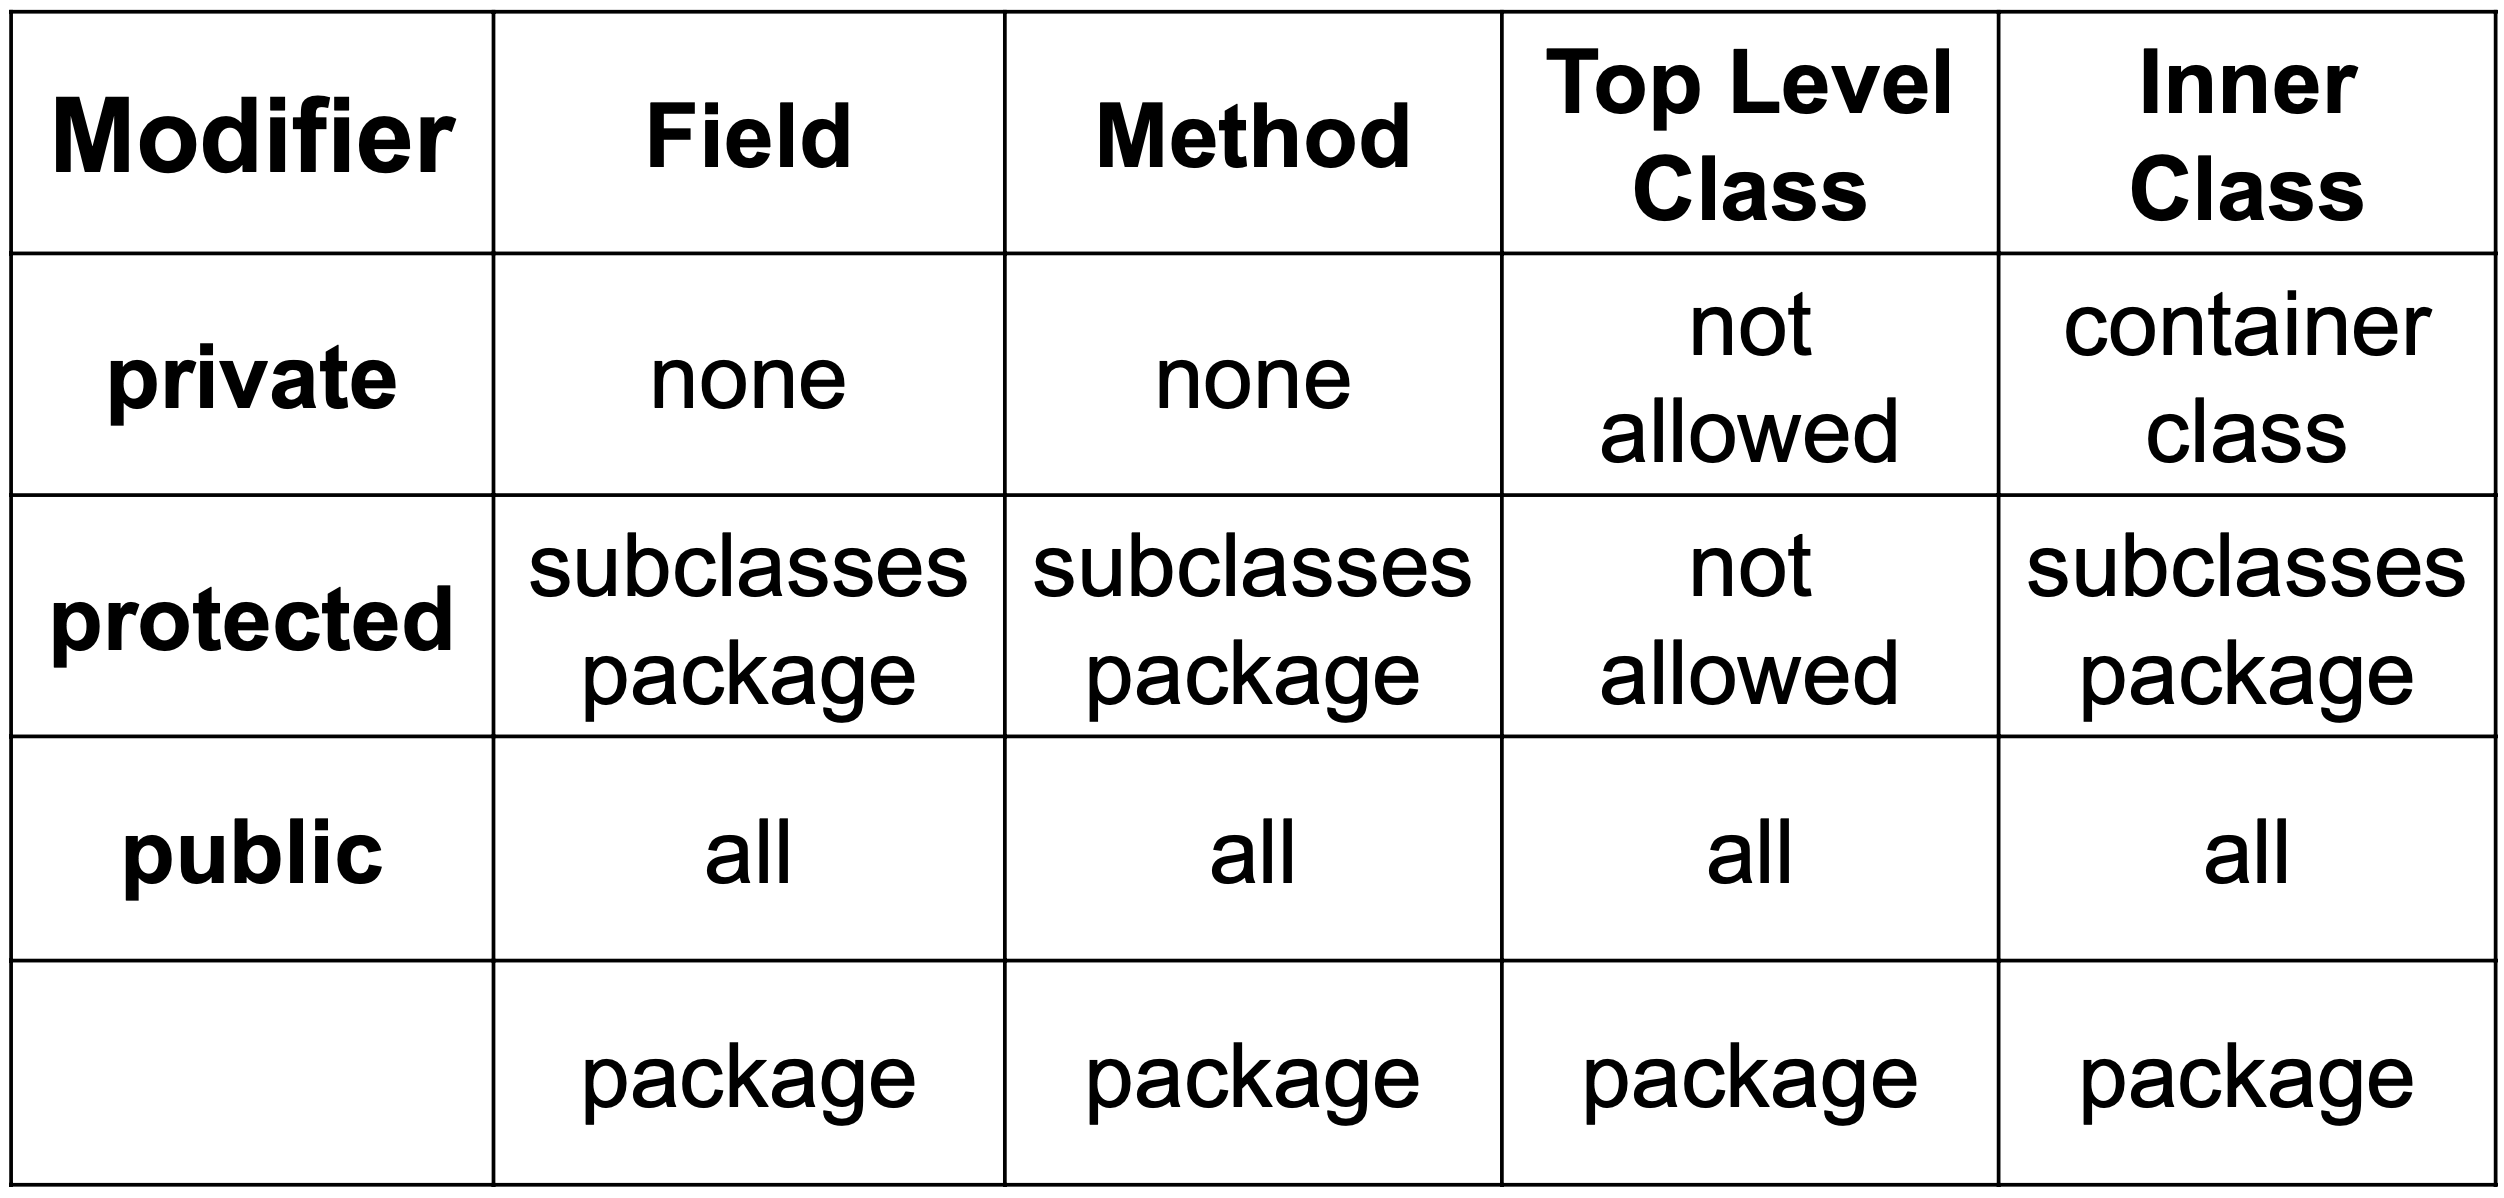 Modifier
Field
Method
Top Level
Class
Inner
Class
private
none
none
not
allowed
container
class
protected
subclasses
package
subclasses
package
not
allowed
subclasses
package
public
all
all
all
all
package
package
package
package